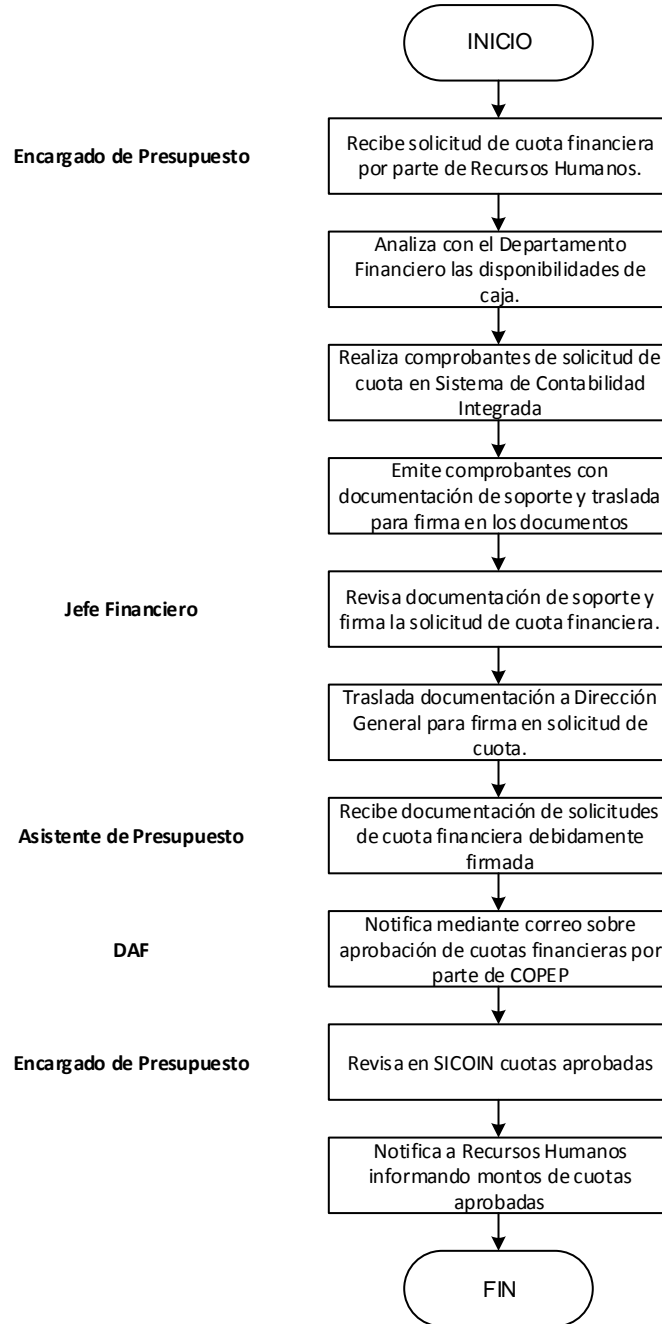 INICIO
Encargado de Presupuesto
Recibe solicitud de cuota financiera
por parte de Recursos Humanos.
Analiza con el Departamento
Financiero las disponibilidades de
caja.
Realiza comprobantes de solicitud de
cuota en Sistema de Contabilidad
Integrada
Emite comprobantes con
documentación de soporte y traslada
para firma en los documentos
Jefe Financiero
Revisa documentación de soporte y
firma la solicitud de cuota financiera.
Traslada documentación a Dirección
General para firma en solicitud de
cuota.
Asistente de Presupuesto
Recibe documentación de solicitudes
de cuota financiera debidamente
firmada
DAF
Notifica mediante correo sobre
aprobación de cuotas financieras por
parte de COPEP
Encargado de Presupuesto
Revisa en SICOIN cuotas aprobadas
Notifica a Recursos Humanos
informando montos de cuotas
aprobadas
FIN